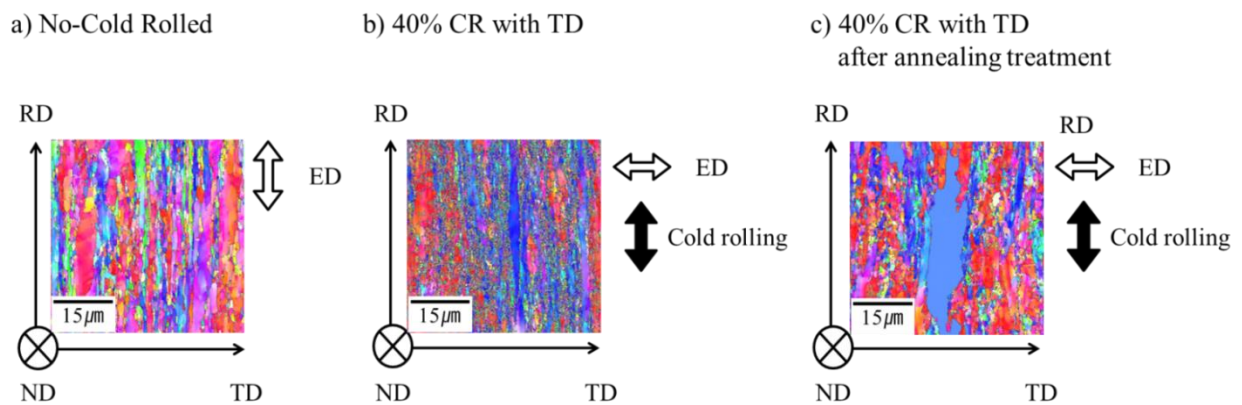 a) No-Cold Rolled
b) 40% CR with TD
c) 40% CR with TD
after annealing treatment
RD
ED
15㎛
ND
TD
RD
ED
Cold rolling
15㎛
ND
TD
RD
RD
ED
Cold rolling
15㎛
ND
TD